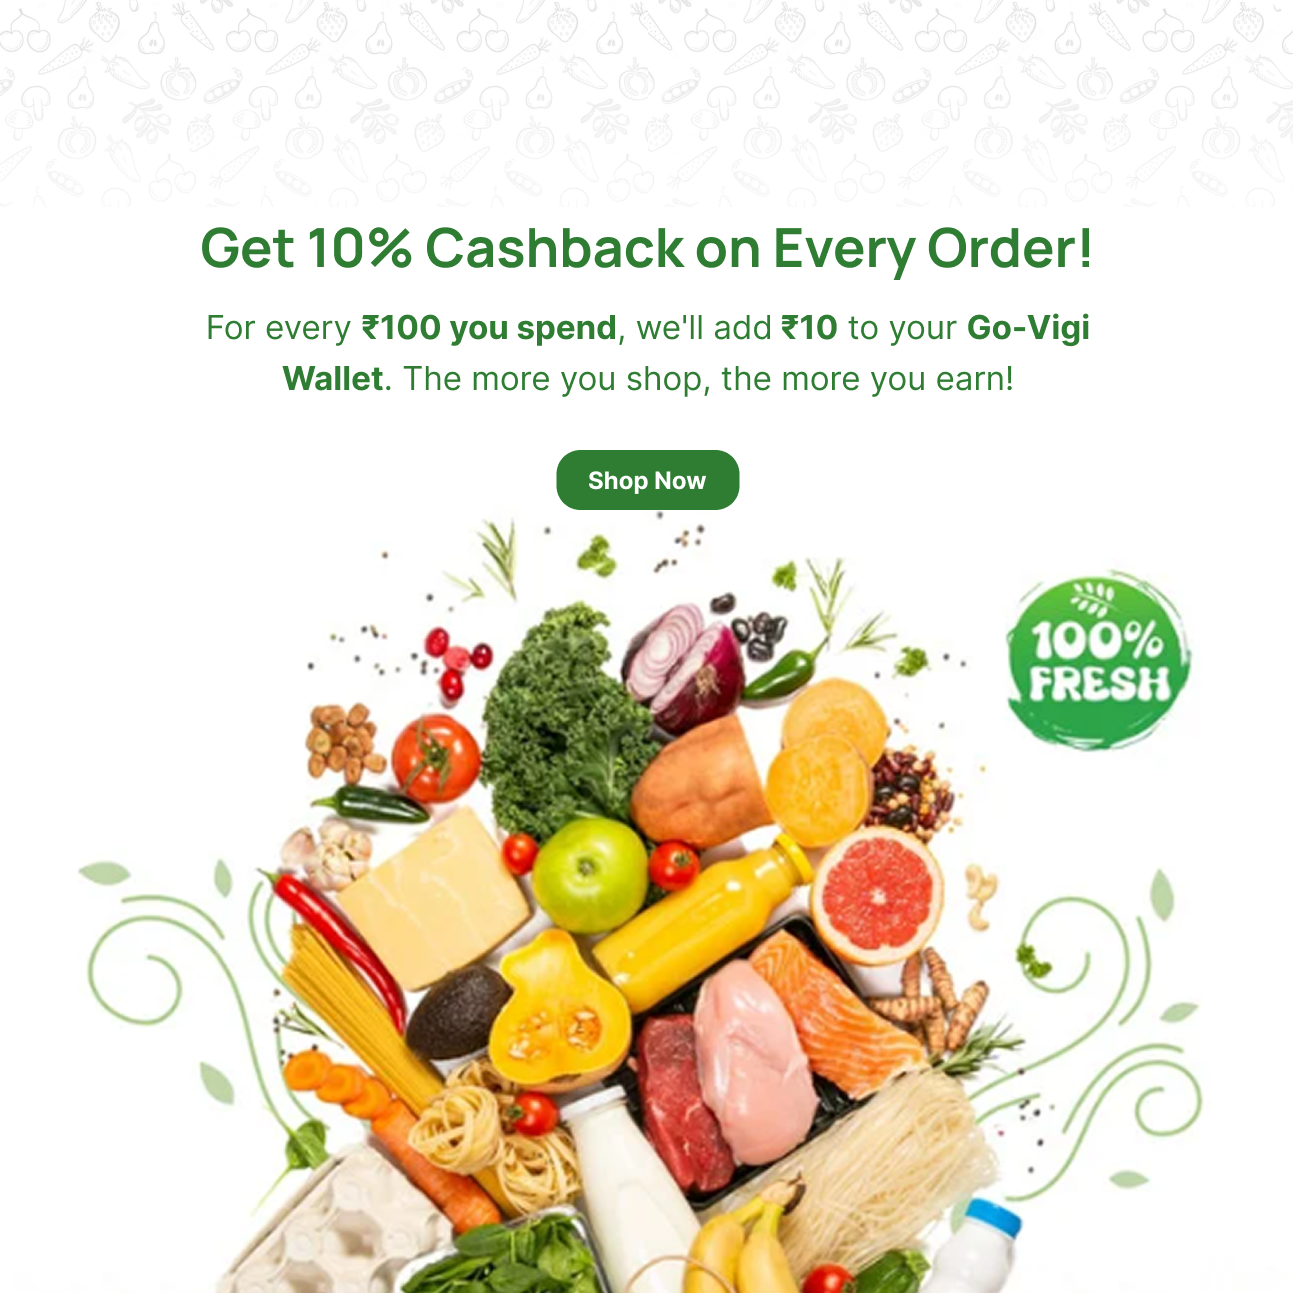 Get 10% Cashback on Every Order!
For every ₹100 you spend, we'll add ₹10 to your Go-Vigi
Wallet. The more you shop, the more you earn!
Shop Now
100%
FRESH